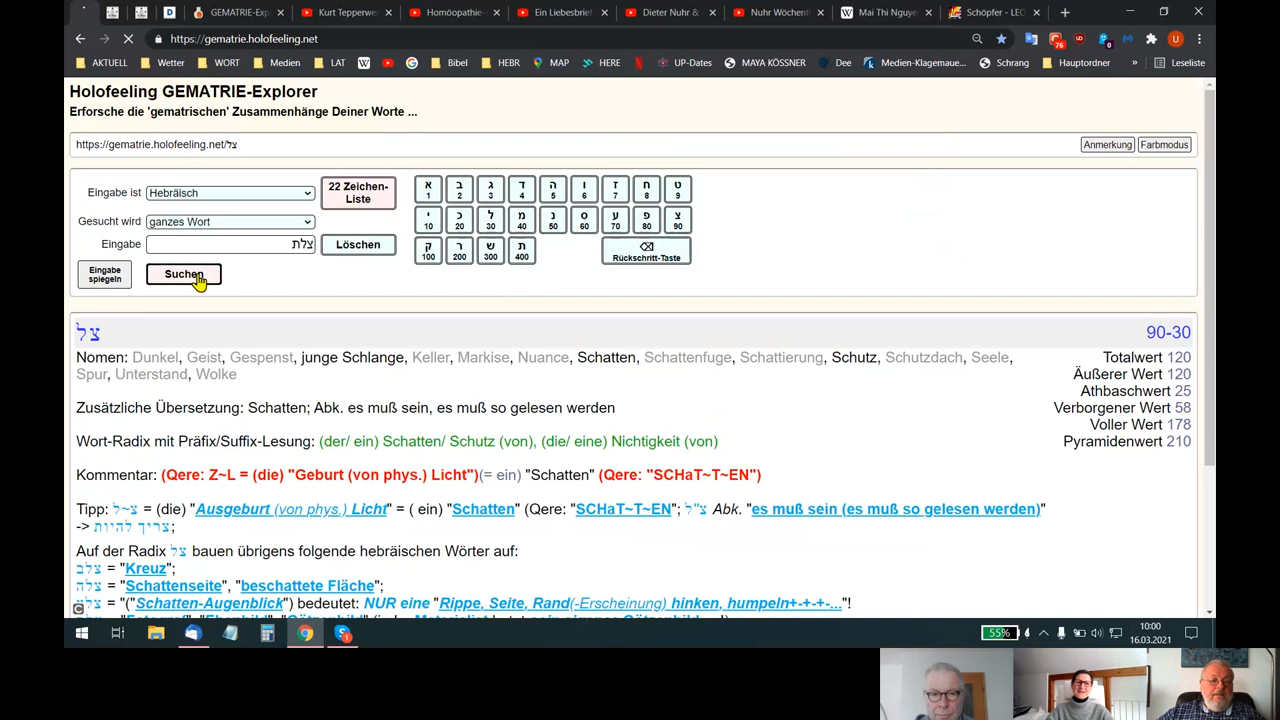 GEMATRIE-Exp
Kurt Tepperwe
Homöopathie -
Ein Liebesbrief
Dieter Nuhr &
Nuhr Wöchent
Mai Thi Nguye
Schöpfer - LEO
https://gematrie.holofeeling.net
AKTUELL
Wetter
WORT
Medien
LAT
Bibel
HEBR
MAP
HERE
UP-Dates
MAYA KÖSSNER
Dee
Medien-Klagemaue...
Schrang
Hauptordner
Leseliste
Holofeeling GEMATRIE-Explorer
Erforsche die 'gematrischen' Zusammenhänge Deiner Worte ...
https://gematrie.holofeeling.net/צל
Anmerkung Farbmodus
Eingabe ist Hebräisch
22 Zeichen-
Liste
Gesucht wird ganzes Wort
Eingabe צלת Löschen
Eingabe
spiegeln
Suchen
א ב ג ד ה ו ז ח ט
1 2 3 4 5 6 7 8 9
י כ ל מ נ ס ע פ צ
10 20 30 40 50 60 70 80 90
ק ר ש ת ⌫
100 200 300 400 Rückschritt-Taste
צל 90-30
Nomen: Dunkel, Geist, Gespenst, junge Schlange, Keller, Markise, Nuance, Schatten, Schattenfuge, Schattierung, Schutz, Schutzdach, Seele,
Spur, Unterstand, Wolke
Totalwert 120
Äußerer Wert 120
Athbaschwert 25
Verborgener Wert 58
Voller Wert 178
Pyramidenwert 210
Zusätzliche Übersetzung: Schatten; Abk. es muß sein, es muß so gelesen werden
Wort-Radix mit Präfix/Suffix-Lesung: (der/ ein) Schatten/ Schutz (von), (die/ eine) Nichtigkeit (von)
Kommentar: (Qere: Z~L = (die) "Geburt (von phys.) Licht")(= ein) "Schatten" (Qere: "SCHaT~T~EN")
Tipp: צ~ל = (die) "Ausgeburt (von phys.) Licht" = ( ein) "Schatten" (Qere: "SCHaT~T~EN"; צ"ל Abk. "es muß sein (es muß so gelesen werden)"
-> צריך להיות;
Auf der Radix צל bauen übrigens folgende hebräischen Wörter auf:
צלב = "Kreuz";
צלה = "Schattenseite", "beschattete Fläche";
צלע = "("Schatten-Augenblick") bedeutet: NUR eine "Rippe, Seite, Rand(-Erscheinung) hinken, humpeln+-+-+-..."!
55%
10:00
16.03.2021